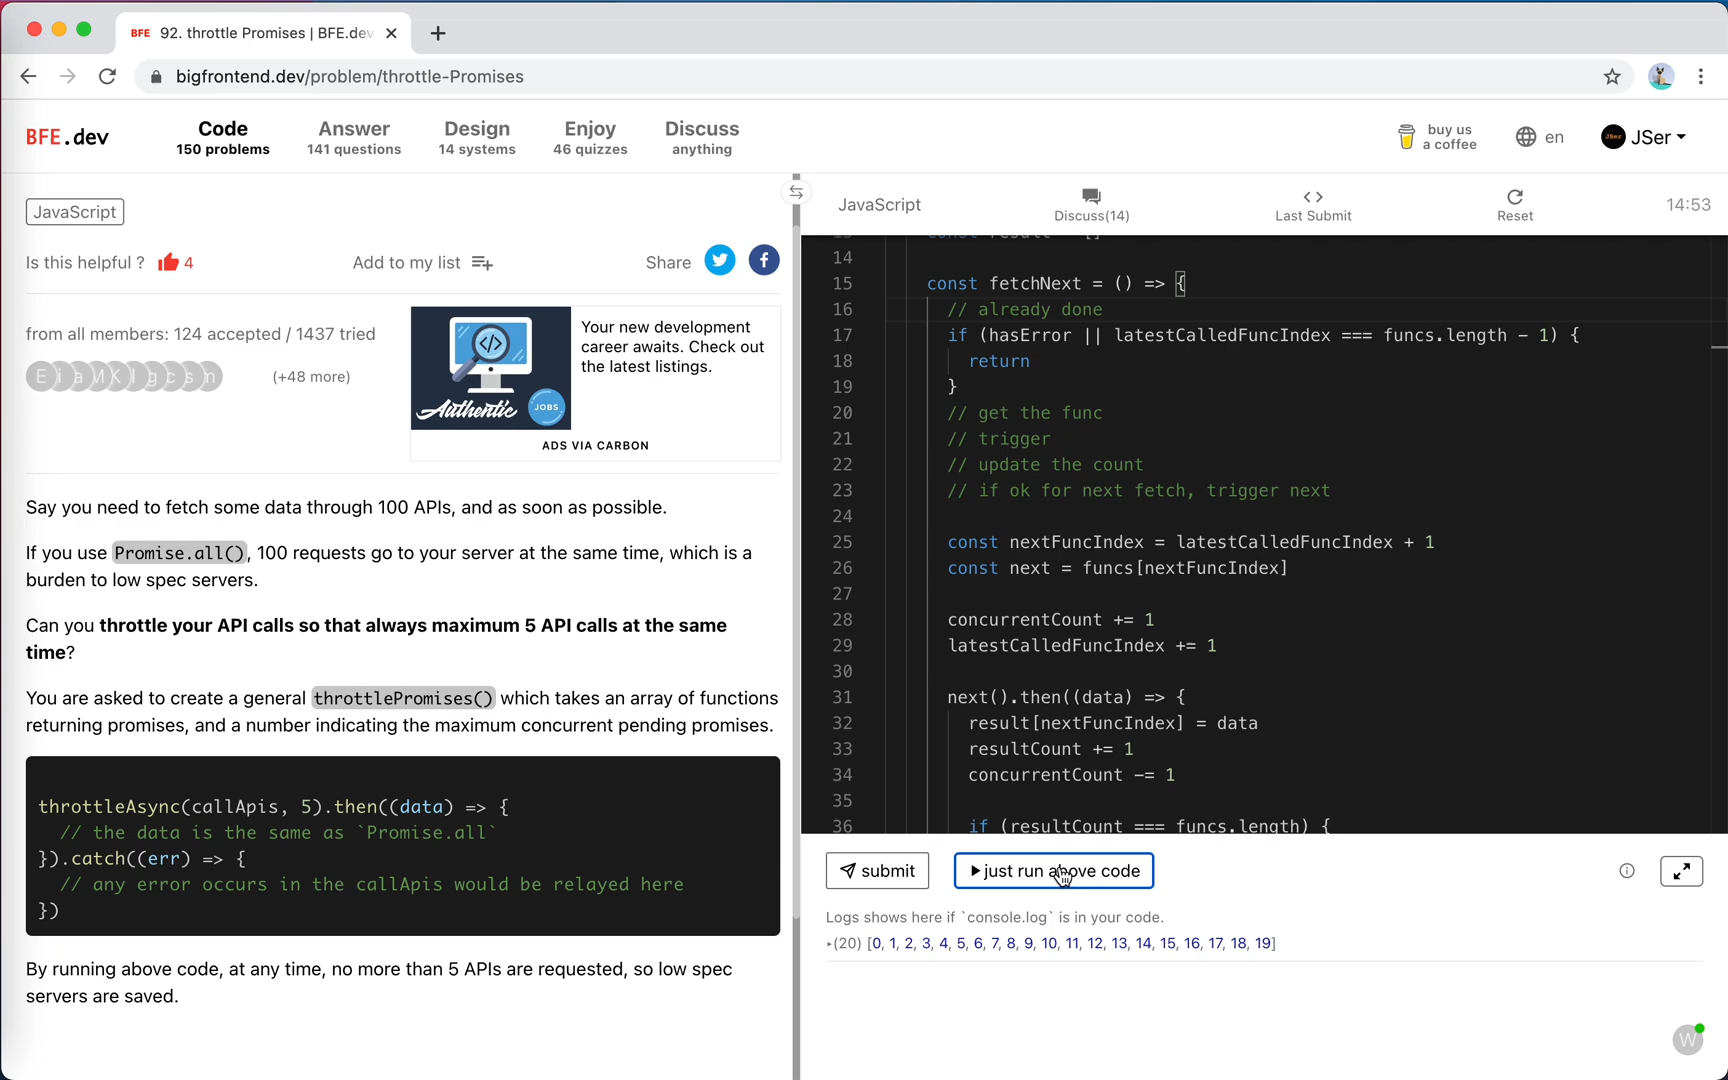 BFE 92. throttle Promises | BFE.dev
bigfrontend.dev/problem/throttle-Promises
BFE.dev
Code
150 problems
Answer
141 questions
Design
14 systems
Enjoy
46 quizzes
Discuss
anything
buy us
a coffee
en
JSer
JavaScript
Is this helpful ? 4
Add to my list
Share
from all members: 124 accepted / 1437 tried
(+48 more)
Authentic
JOBS
Your new development
career awaits. Check out
the latest listings.
ADS VIA CARBON
Say you need to fetch some data through 100 APIs, and as soon as possible.
If you use Promise.all(), 100 requests go to your server at the same time, which is a
burden to low spec servers.
Can you throttle your API calls so that always maximum 5 API calls at the same
time?
You are asked to create a general throttlePromises() which takes an array of functions
returning promises, and a number indicating the maximum concurrent pending promises.
throttleAsync(callApis, 5).then((data) => {
// the data is the same as `Promise.all`
}).catch((err) => {
// any error occurs in the callApis would be relayed here
})
By running above code, at any time, no more than 5 APIs are requested, so low spec
servers are saved.
JavaScript
Discuss(14)
Last Submit
Reset
14:53
14
15 const fetchNext = () => {
16 // already done
17 if (hasError || latestCalledFuncIndex === funcs.length - 1) {
18 return
19 }
20 // get the func
21 // trigger
22 // update the count
23 // if ok for next fetch, trigger next
24
25 const nextFuncIndex = latestCalledFuncIndex + 1
26 const next = funcs[nextFuncIndex]
27
28 concurrentCount += 1
29 latestCalledFuncIndex += 1
30
31 next().then((data) => {
32 result[nextFuncIndex] = data
33 resultCount += 1
34 concurrentCount -= 1
35
36 if (resultCount === funcs.length) {
submit
just run above code
Logs shows here if `console.log` is in your code.
(20) [0, 1, 2, 3, 4, 5, 6, 7, 8, 9, 10, 11, 12, 13, 14, 15, 16, 17, 18, 19]
W